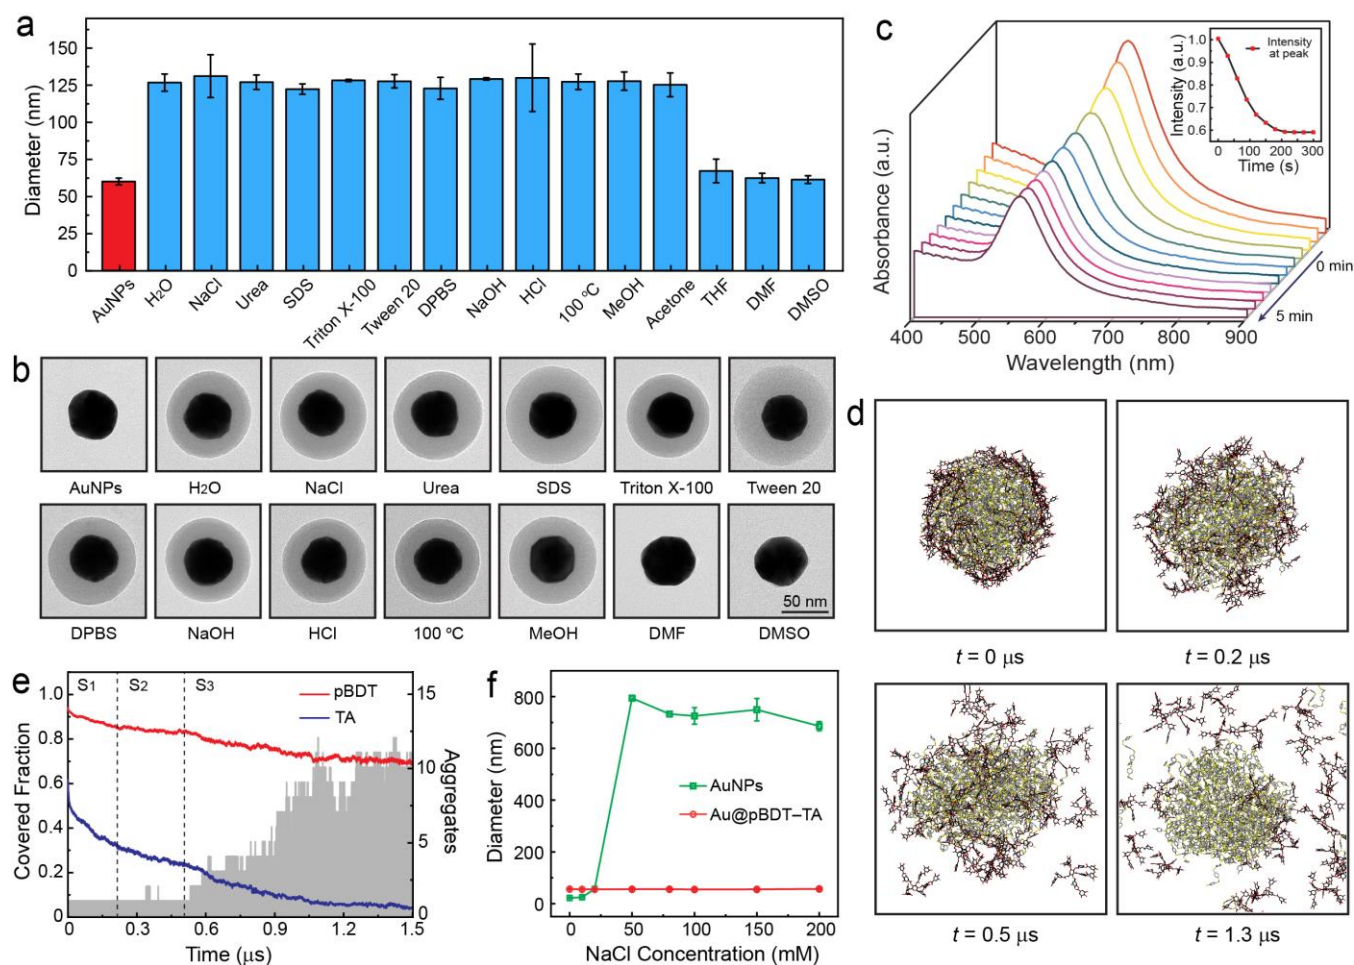 a
Diameter (nm)
150
125
100
75
50
25
0
AuNPs
H2O
NaCl
Urea
SDS
Triton X-100
Tween 20
DPBS
NaOH
HCl
100 ºC
MeOH
Acetone
THF
DMF
DMSO
c
Absorbance (a.u.)
400 500 600 700 800 900
Wavelength (nm)
0 min
5 min
Intensity (a.u.)
1.0
0.9
0.8
0.7
0.6
Intensity
at peak
0 100 200 300
Time (s)
b
AuNPs H2O NaCl Urea SDS Triton X-100 Tween 20
50 nm
DPBS NaOH HCl 100 ºC MeOH DMF DMSO
d
t = 0 μs t = 0.2 μs
t = 0.5 μs t = 1.3 μs
e
Covered Fraction
1.0
0.8
0.6
0.4
0.2
0
S1 S2 S3
pBDT
TA
15
10
5
0
Aggregates
0 0.3 0.6 0.9 1.2 1.5
Time (μs)
f
Diameter (nm)
800
600
400
200
0
AuNPs
Au@pBDT–TA
0 50 100 150 200
NaCl Concentration (mM)